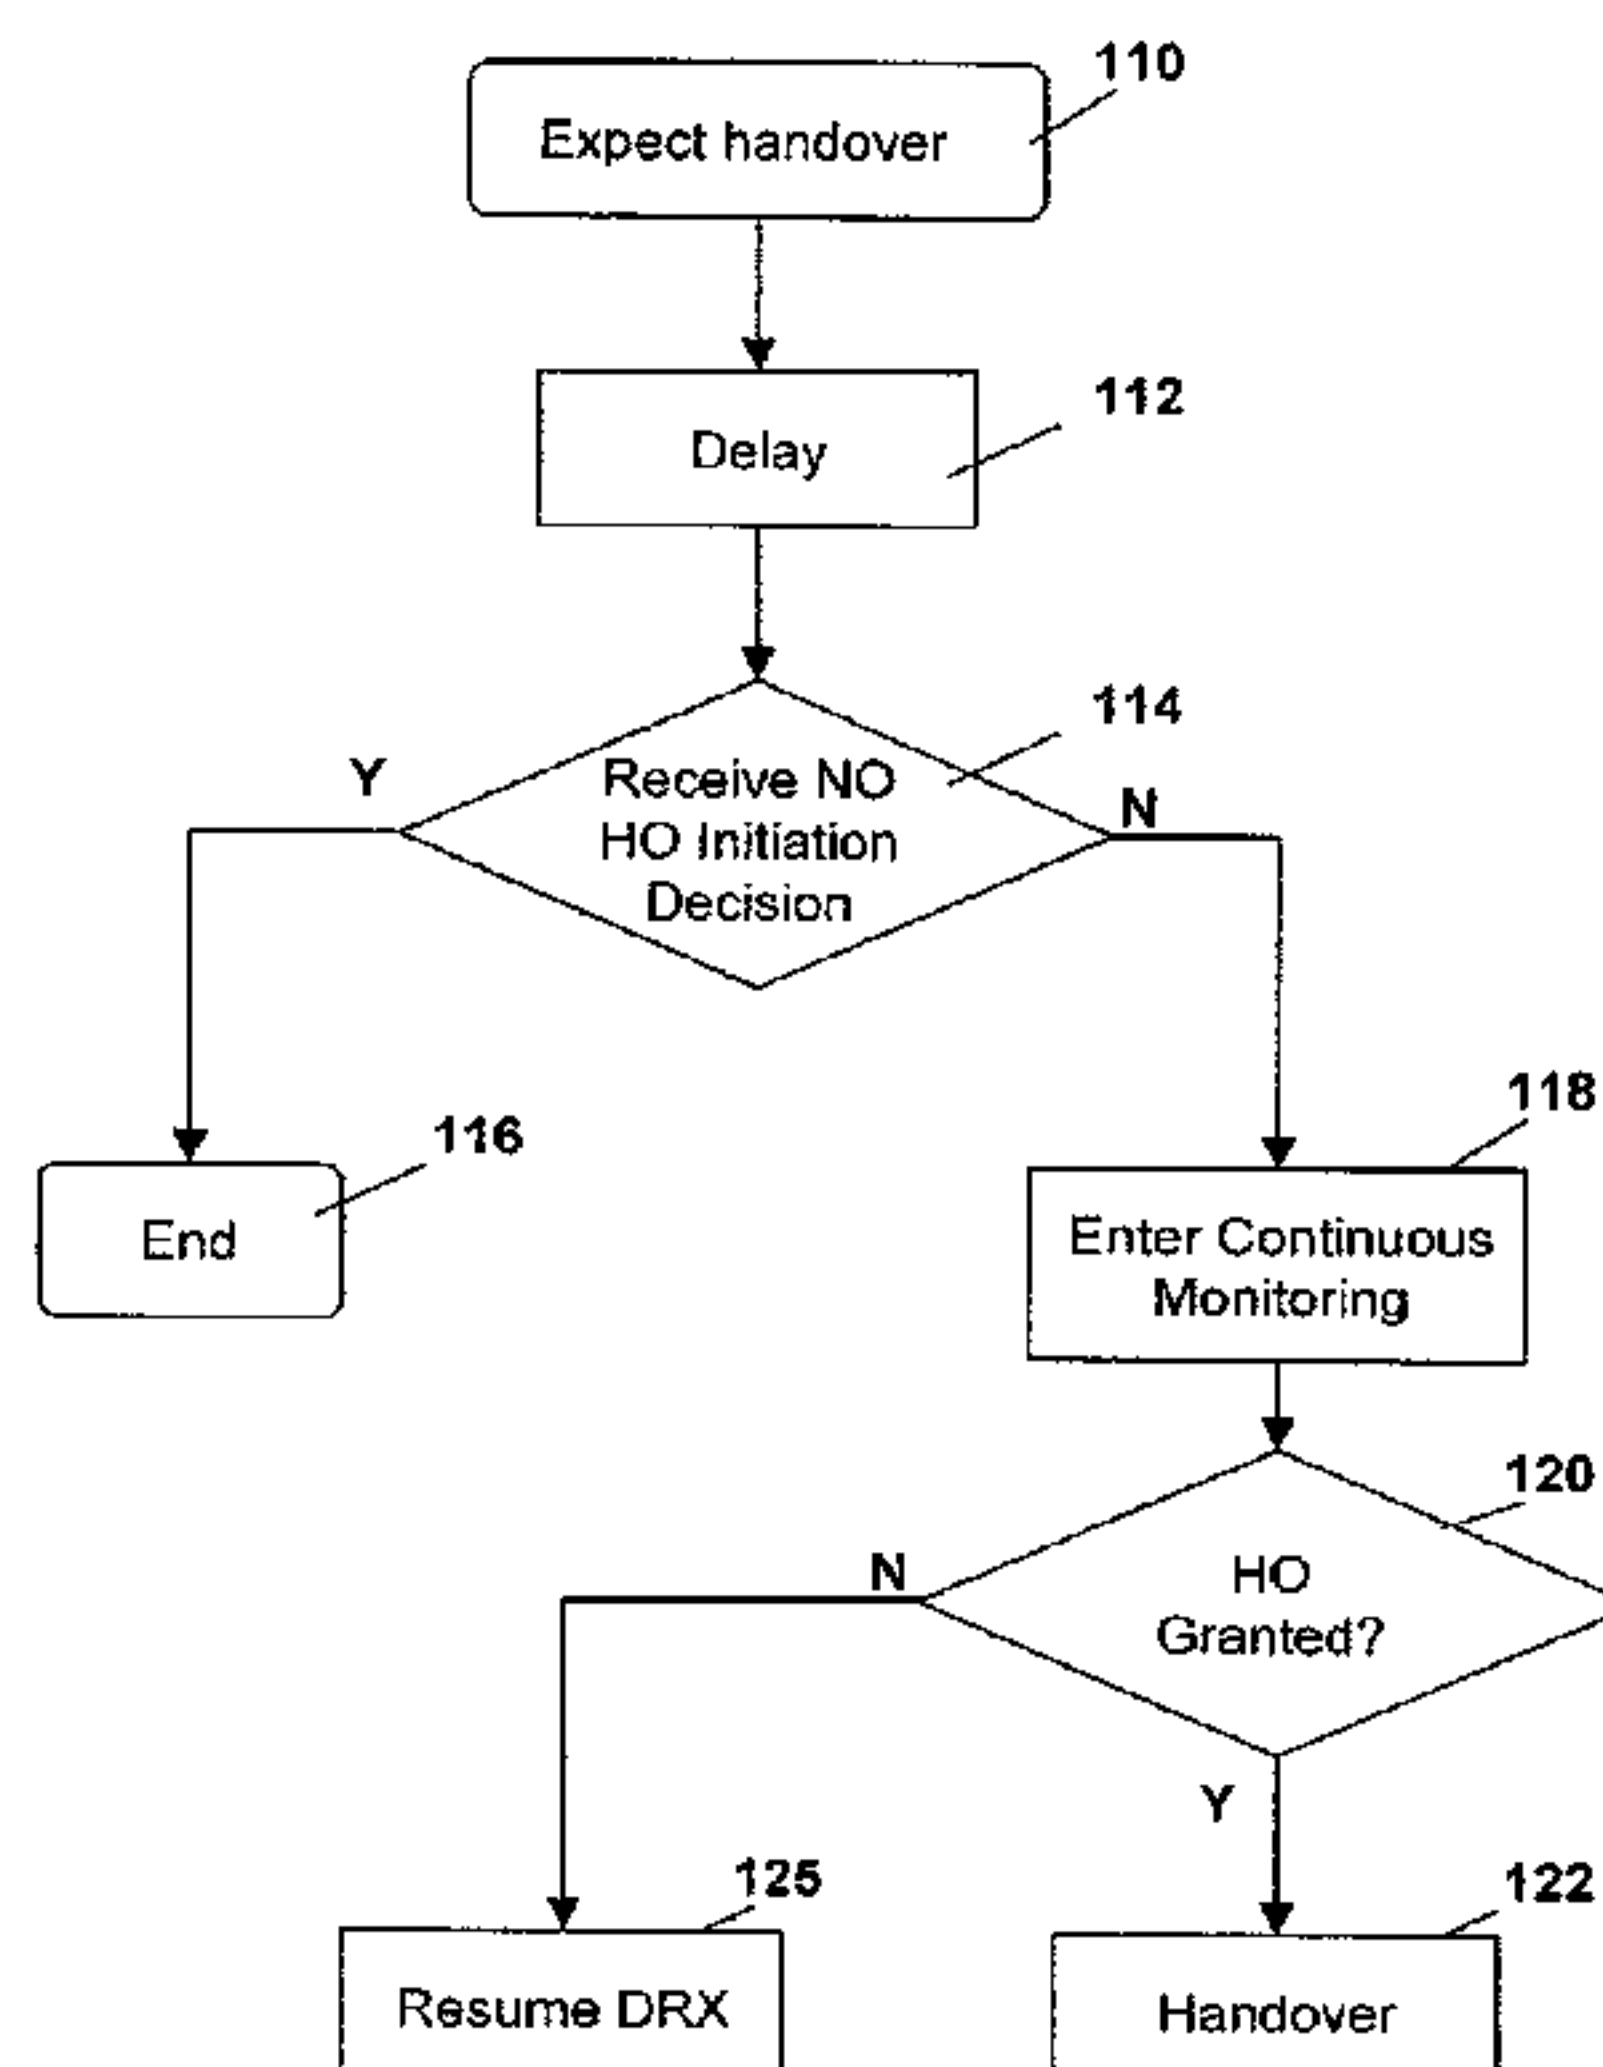 110
Expect handover
112
Delay
114
Y
Receive NO
HO Initiation
Decision
N
116
End
118
Enter Continuous
Monitoring
120
N
HO
Granted?
Y
125
Resume DRX
122
Handover